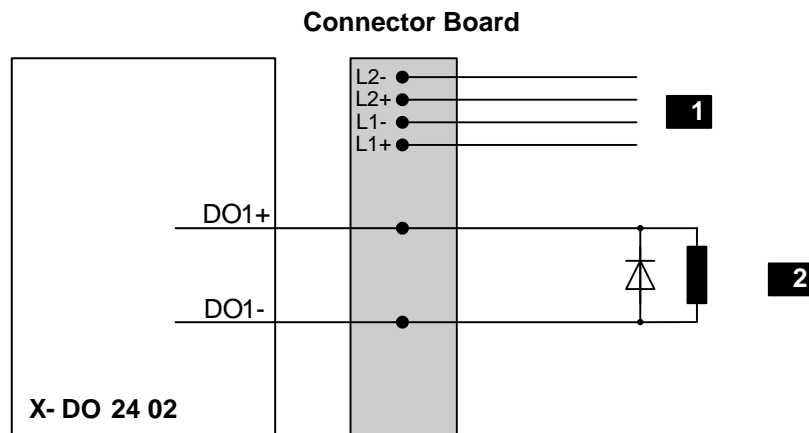 Connector Board
L2-
L2+
L1-
L1+
1
DO1+
2
DO1-
X- DO 24 02